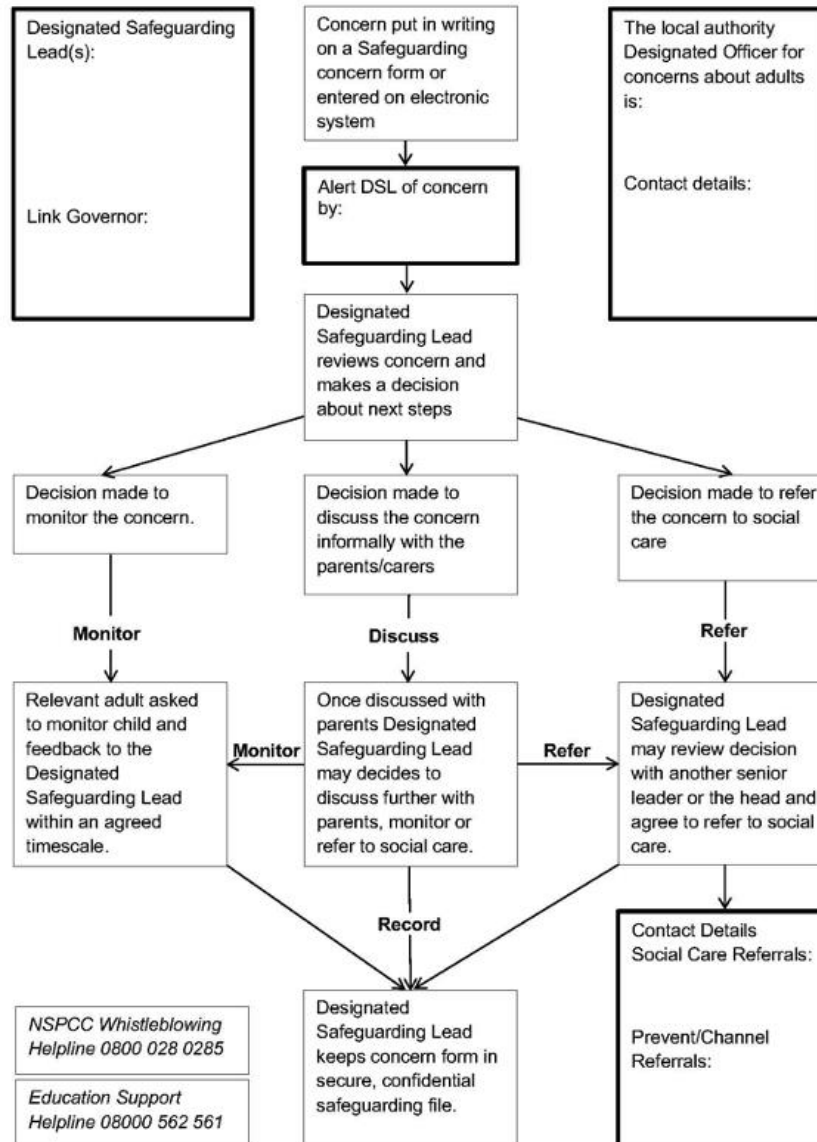 Designated Safeguarding
Lead(s):
Link Governor:
Concern put in writing
on a Safeguarding
concern form or
entered on electronic
system
The local authority
Designated Officer for
concerns about adults
is:
Contact details:
Alert DSL of concern
by:
Designated
Safeguarding Lead
reviews concern and
makes a decision
about next steps
Decision made to
monitor the concern.
Decision made to
discuss the concern
informally with the
parents/carers
Decision made to refer
the concern to social
care
Monitor
Discuss
Refer
Relevant adult asked
to monitor child and
feedback to the
Designated
Safeguarding Lead
within an agreed
timescale.
Monitor
Once discussed with
parents Designated
Safeguarding Lead
may decides to
discuss further with
parents, monitor or
refer to social care.
Refer
Designated
Safeguarding Lead
may review decision
with another senior
leader or the head and
agree to refer to social
care.
Record
Contact Details
Social Care Referrals:
Prevent/Channel
Referrals:
NSPCC Whistleblowing
Helpline 0800 028 0285
Education Support
Helpline 08000 562 561
Designated
Safeguarding Lead
keeps concern form in
secure, confidential
safeguarding file.